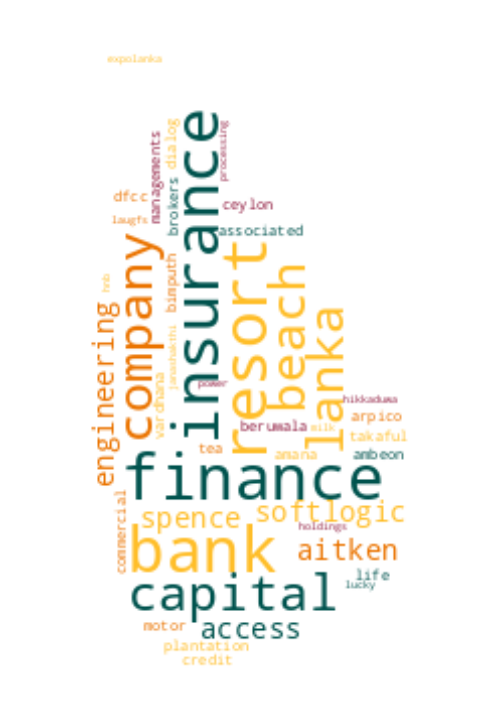 expolanka
insurance
dialog
processing
managements
brokers
dfcc
ceylon
laugfs
associated
company
resort
bimputh
beach
hnb
engineering
lanka
janashakthi
vardhana
power
hikkaduwa
arpico
berumala
milk
takaful
tea
amana
ambeon
finance
commercial
spence
softlogic
holdings
bank
aitken
life
lucky
capital
motor
access
plantation
credit